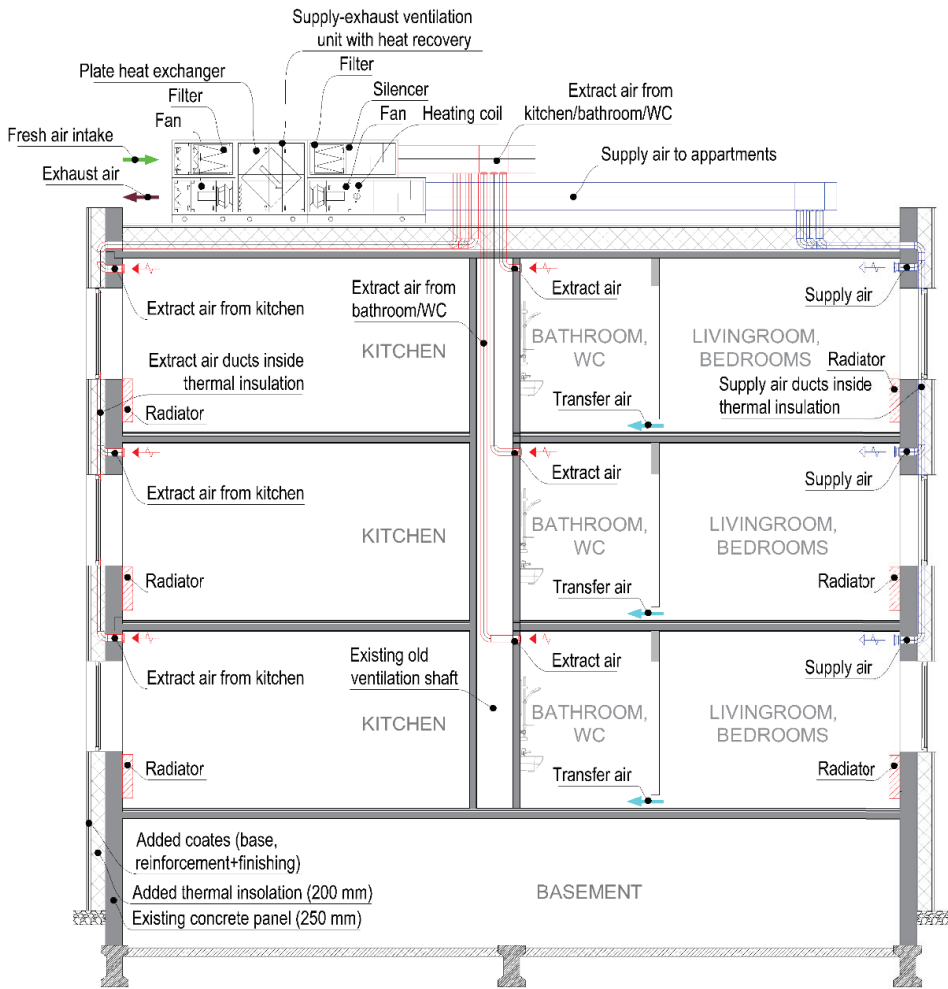 Supply-exhaust ventilation
unit with heat recovery
Filter
Plate heat exchanger
Silencer
Extract air from
kitchen/bathroom/WC
Filter
Fan
Heating coil
Fan
Fresh air intake
Supply air to appartments
Exhaust air
Extract air from kitchen
Extract air from
bathroom/WC
Extract air
Supply air
KITCHEN
BATHROOM,
WC
LIVINGROOM,
BEDROOMS
Extract air ducts inside
thermal insulation
Radiator
Supply air ducts inside
thermal insulation
Radiator
Transfer air
Extract air from kitchen
Extract air
Supply air
KITCHEN
BATHROOM,
WC
LIVINGROOM,
BEDROOMS
Radiator
Transfer air
Radiator
Extract air from kitchen
Existing old
ventilation shaft
Extract air
Supply air
KITCHEN
BATHROOM,
WC
LIVINGROOM,
BEDROOMS
Radiator
Transfer air
Radiator
Added coates (base,
reinforcement+finishing)
Added thermal insolation (200 mm)
Existing concrete panel (250 mm)
BASEMENT